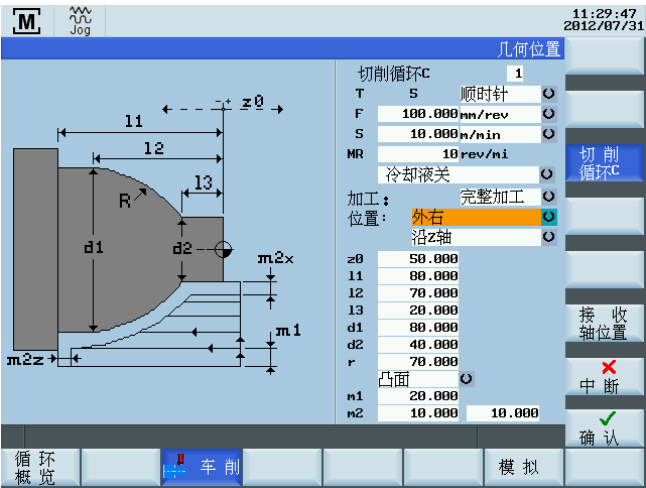 M
Jog
11:29:47
2012/07/31
几何位置
切削循环C 1
T 5 顺时针
F 100.000 mm/rev
S 10.000 m/min
MR 10 rev/mi
冷却液关
加工: 完整加工
位置: 外右
沿z轴
z0 50.000
l1 80.000
l2 70.000
l3 20.000
d1 80.000
d2 40.000
r 70.000
凸面
m1 20.000
m2 10.000 10.000
- + z0
l1
l2
l3
R
d1
d2
m2x
m1
m2z
切 削
循环C
接 收
轴位置
中 断
确 认
循 环
概 览
车 削
模 拟